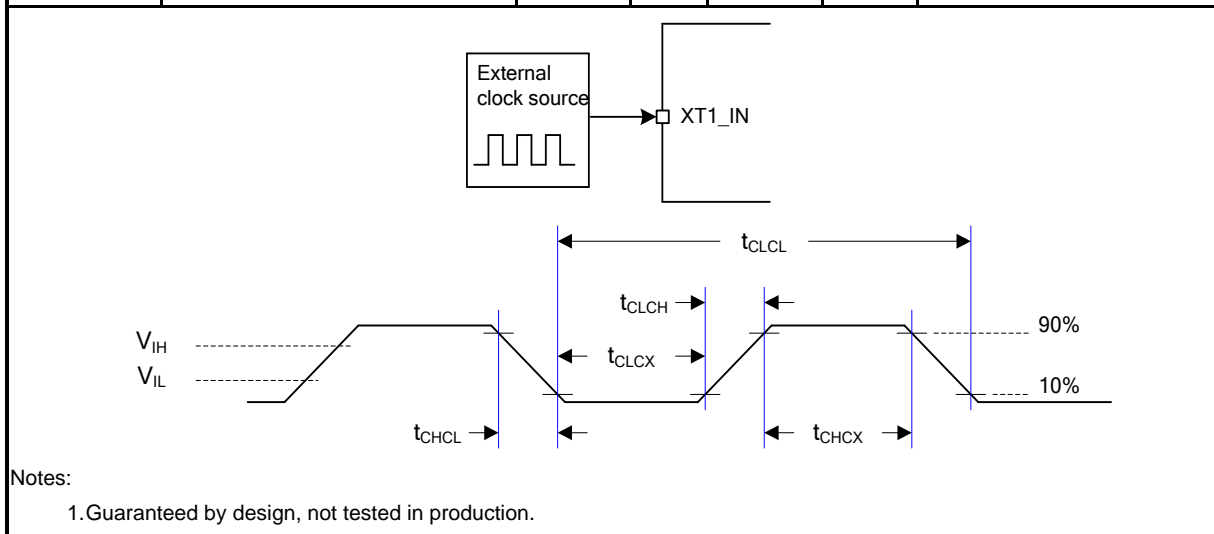 External
clock source
XT1_IN
tCLCL
tCLCH
VIH
90%
tCLCX
VIL
10%
tCHCL
tCHCX
Notes:
1.Guaranteed by design, not tested in production.